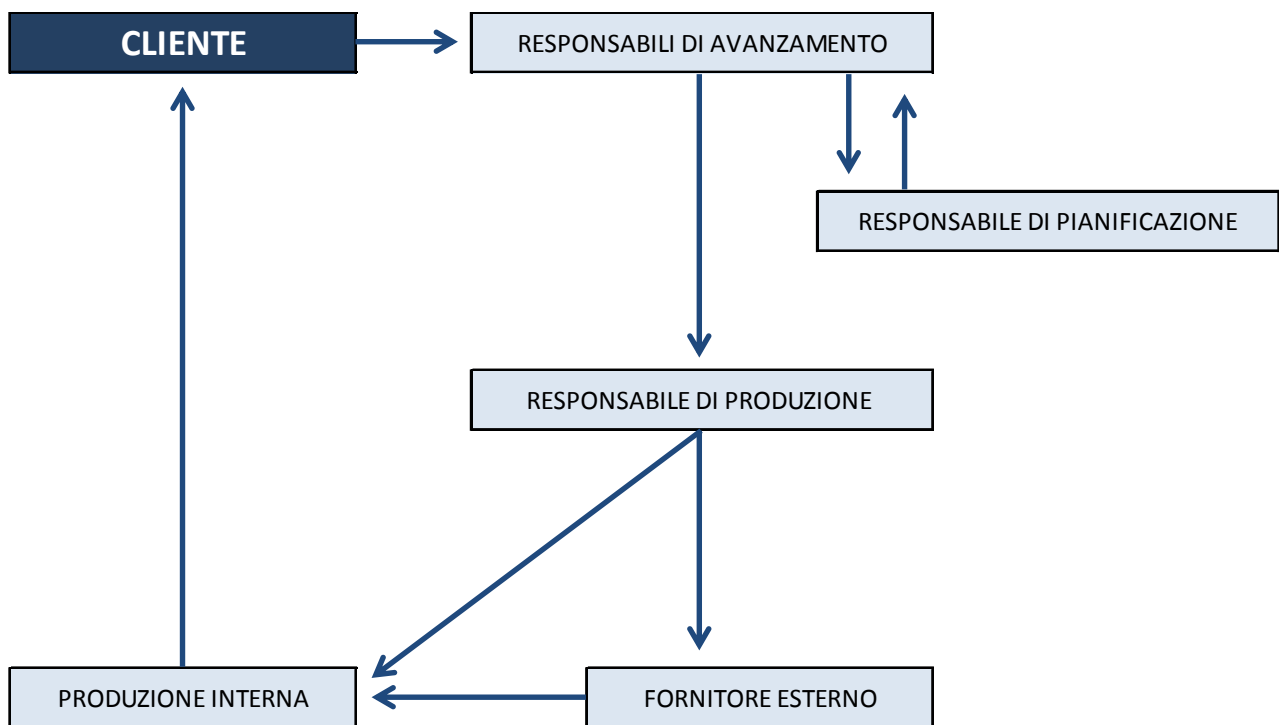 CLIENTE
RESPONSABILI DI AVANZAMENTO
RESPONSABILE DI PIANIFICAZIONE
RESPONSABILE DI PRODUZIONE
PRODUZIONE INTERNA
FORNITORE ESTERNO